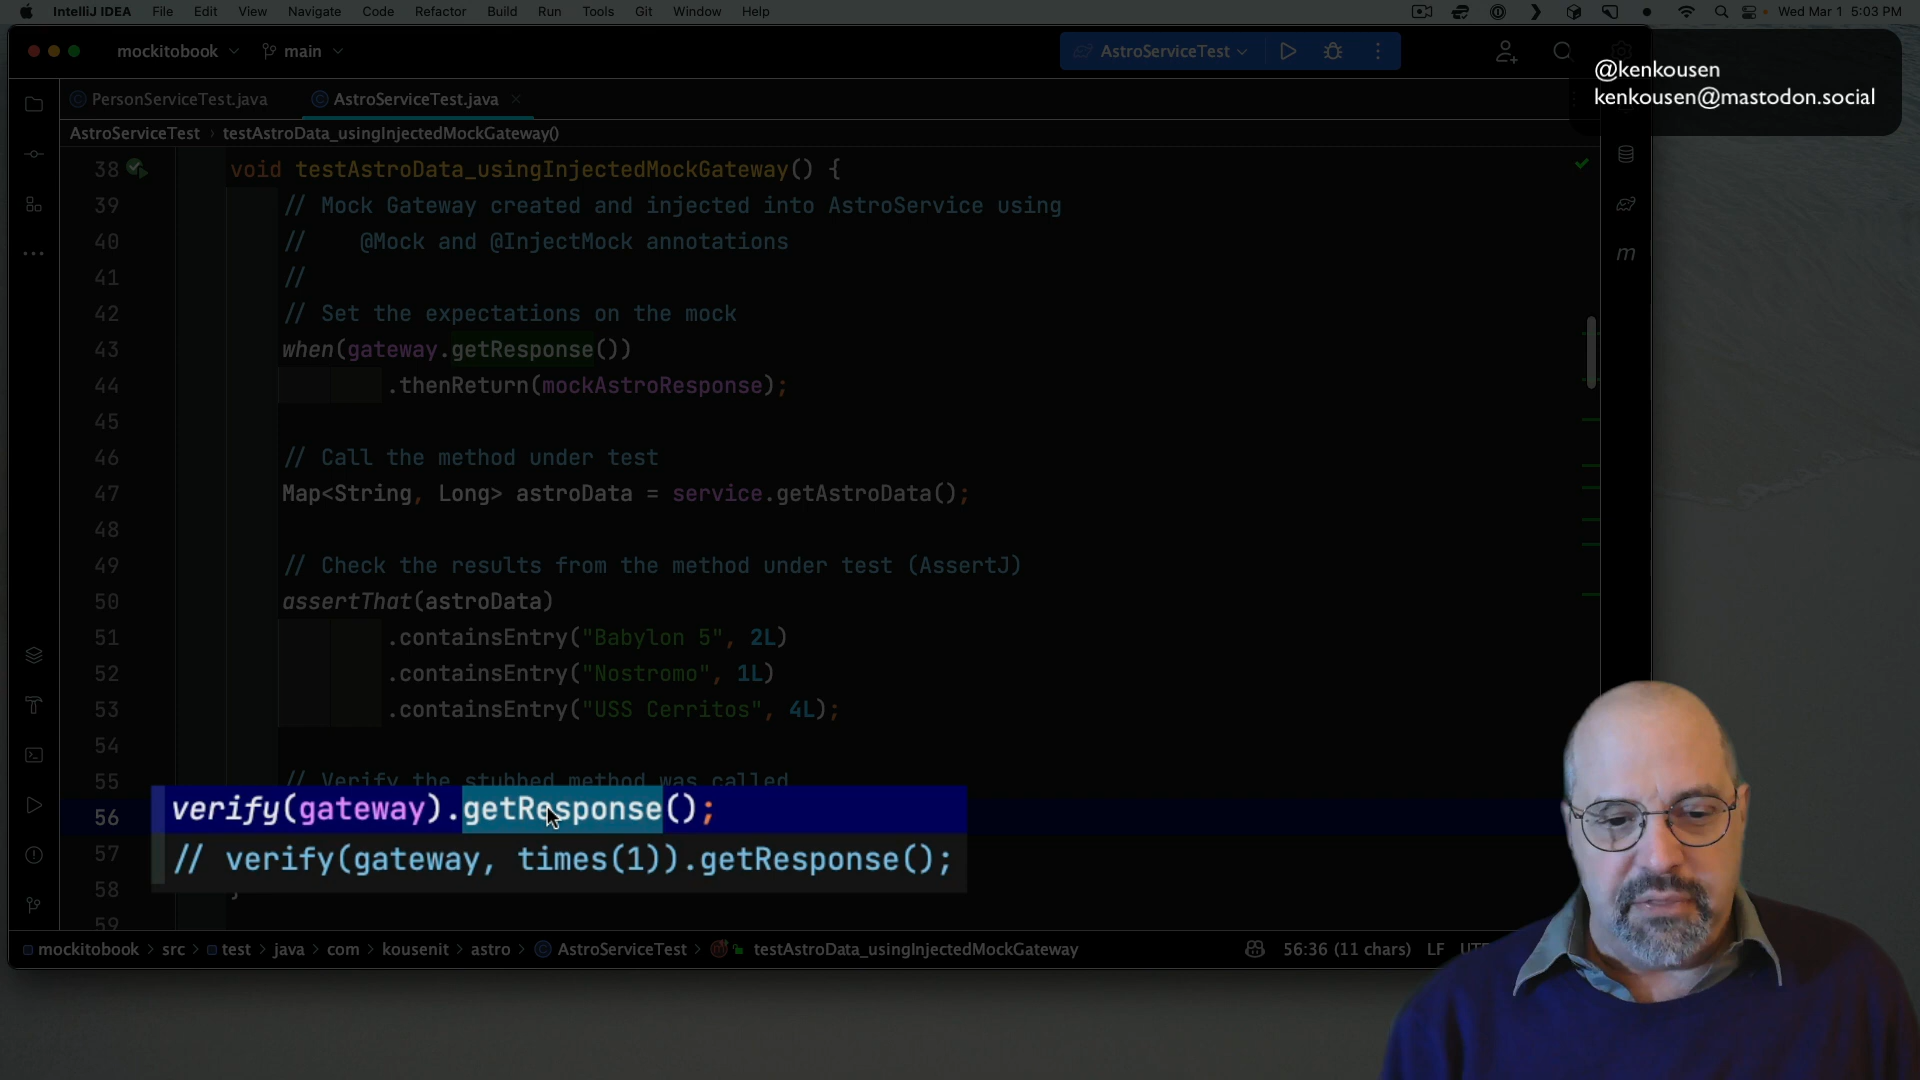 IntelliJ IDEA File Edit View Navigate Code Refactor Build Run Tools Git Window Help Wed Mar 1 5:03 PM
mockitobook main AstroServiceTest
@kenkousen
kenkousen@mastodon.social
PersonServiceTest.java AstroServiceTest.java
AstroServiceTest testAstroData_usingInjectedMockGateway()
38 void testAstroData_usingInjectedMockGateway() {
39 // Mock Gateway created and injected into AstroService using
40 // @Mock and @InjectMock annotations
41 //
42 // Set the expectations on the mock
43 when(gateway.getResponse())
44 .thenReturn(mockAstroResponse);
45
46 // Call the method under test
47 Map<String, Long> astroData = service.getAstroData();
48
49 // Check the results from the method under test (AssertJ)
50 assertThat(astroData)
51 .containsEntry("Babylon 5", 2L)
52 .containsEntry("Nostromo", 1L)
53 .containsEntry("USS Cerritos", 4L);
54
55 // Verify the stubbed method was called
56 verify(gateway).getResponse();
57 // verify(gateway, times(1)).getResponse();
58 }
59
mockitobook > src > test > java > com > kousenit > astro > AstroServiceTest > testAstroData_usingInjectedMockGateway 56:36 (11 chars) LF